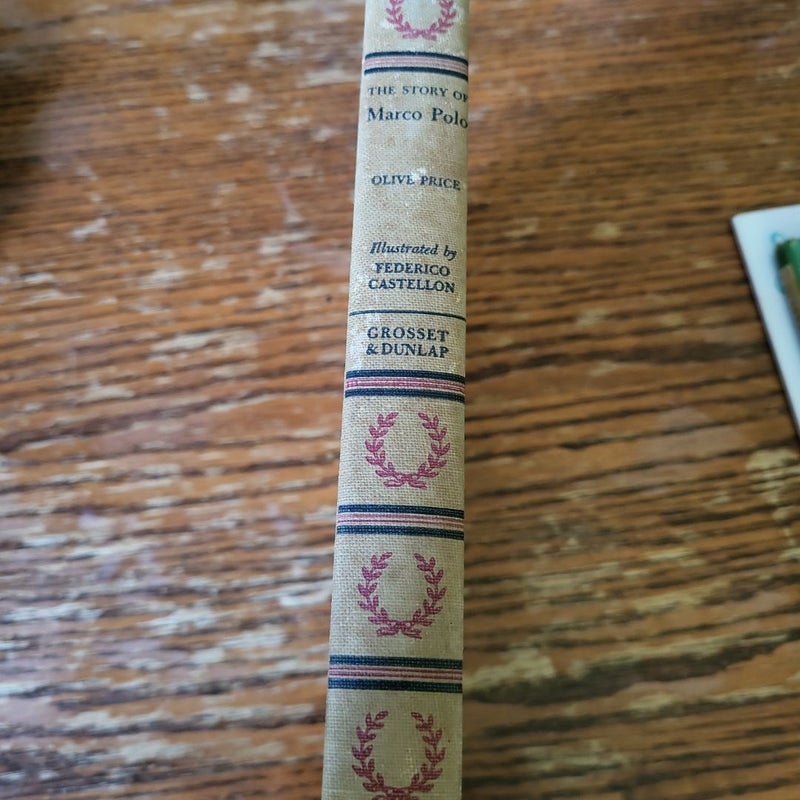 THE STORY OF
Marco Polo
OLIVE PRICE
Illustrated by
FEDERICO
CASTELLON
GROSSET
& DUNLAP